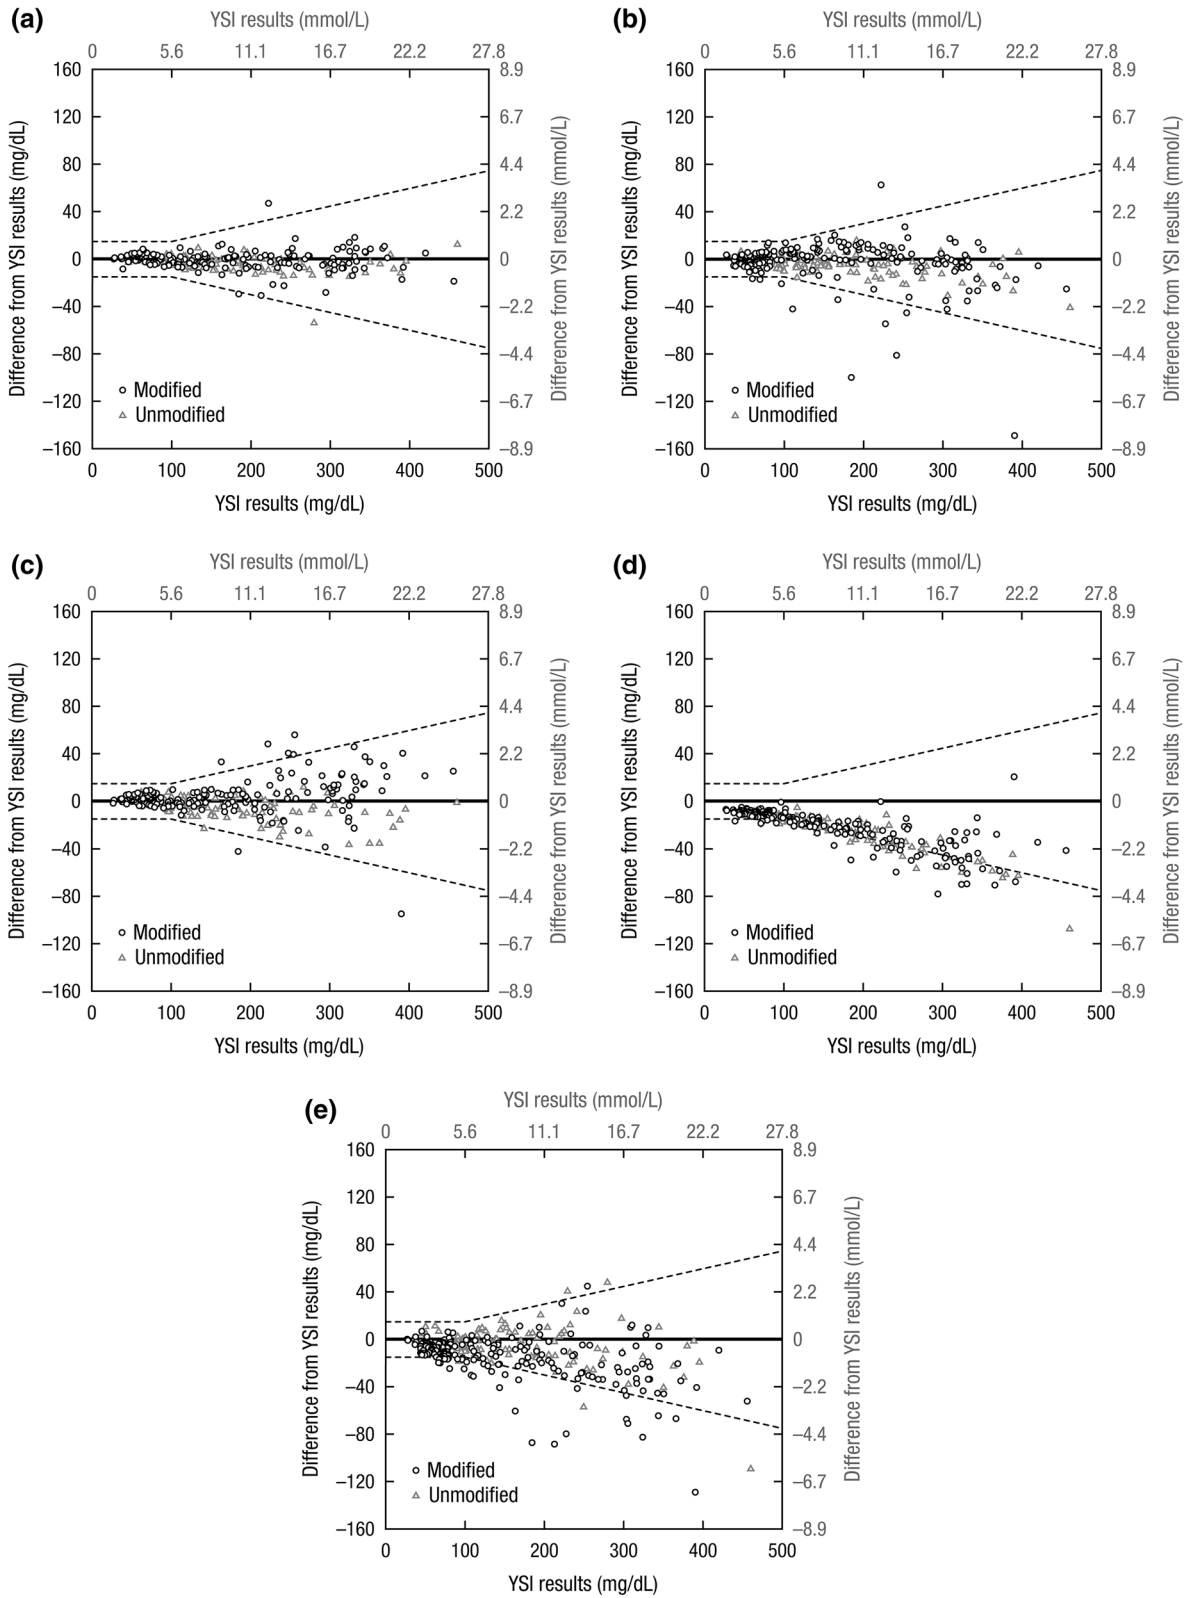 (a)
YSI results (mmol/L)
0 5.6 11.1 16.7 22.2 27.8
160 8.9
120 6.7
80 4.4
40 2.2
0 0
−40 −2.2
−80 −4.4
−120 −6.7
−160 −8.9
Difference from YSI results (mg/dL)
Difference from YSI results (mmol/L)
Modified
Unmodified
0 100 200 300 400 500
YSI results (mg/dL)
(b)
YSI results (mmol/L)
0 5.6 11.1 16.7 22.2 27.8
160 8.9
120 6.7
80 4.4
40 2.2
0 0
−40 −2.2
−80 −4.4
−120 −6.7
−160 −8.9
Difference from YSI results (mg/dL)
Difference from YSI results (mmol/L)
Modified
Unmodified
0 100 200 300 400 500
YSI results (mg/dL)
(c)
YSI results (mmol/L)
0 5.6 11.1 16.7 22.2 27.8
160 8.9
120 6.7
80 4.4
40 2.2
0 0
−40 −2.2
−80 −4.4
−120 −6.7
−160 −8.9
Difference from YSI results (mg/dL)
Difference from YSI results (mmol/L)
Modified
Unmodified
0 100 200 300 400 500
YSI results (mg/dL)
(d)
YSI results (mmol/L)
0 5.6 11.1 16.7 22.2 27.8
160 8.9
120 6.7
80 4.4
40 2.2
0 0
−40 −2.2
−80 −4.4
−120 −6.7
−160 −8.9
Difference from YSI results (mg/dL)
Difference from YSI results (mmol/L)
Modified
Unmodified
0 100 200 300 400 500
YSI results (mg/dL)
(e)
YSI results (mmol/L)
0 5.6 11.1 16.7 22.2 27.8
160 8.9
120 6.7
80 4.4
40 2.2
0 0
−40 −2.2
−80 −4.4
−120 −6.7
−160 −8.9
Difference from YSI results (mg/dL)
Difference from YSI results (mmol/L)
Modified
Unmodified
0 100 200 300 400 500
YSI results (mg/dL)